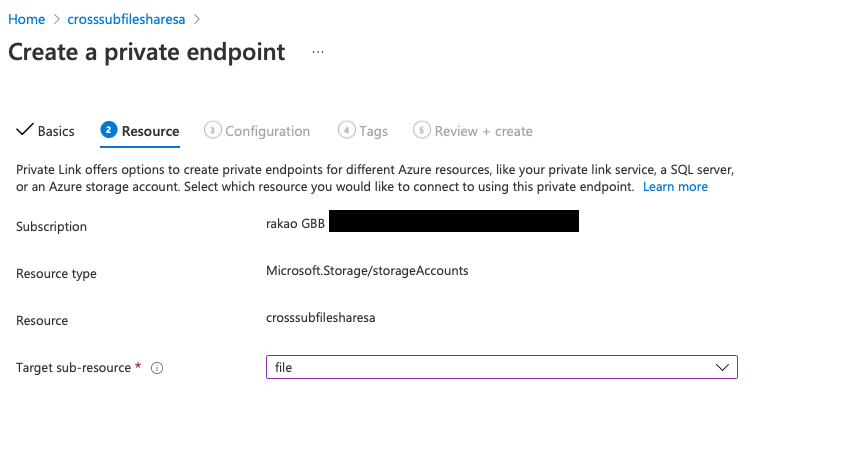 Home > crosssubfilesharesa >
Create a private endpoint ...
Basics 2 Resource 3 Configuration 4 Tags 5 Review + create
Private Link offers options to create private endpoints for different Azure resources, like your private link service, a SQL server,
or an Azure storage account. Select which resource you would like to connect to using this private endpoint. Learn more
Subscription rakao GBB
Resource type Microsoft.Storage/storageAccounts
Resource crosssubfilesharesa
Target sub-resource * file